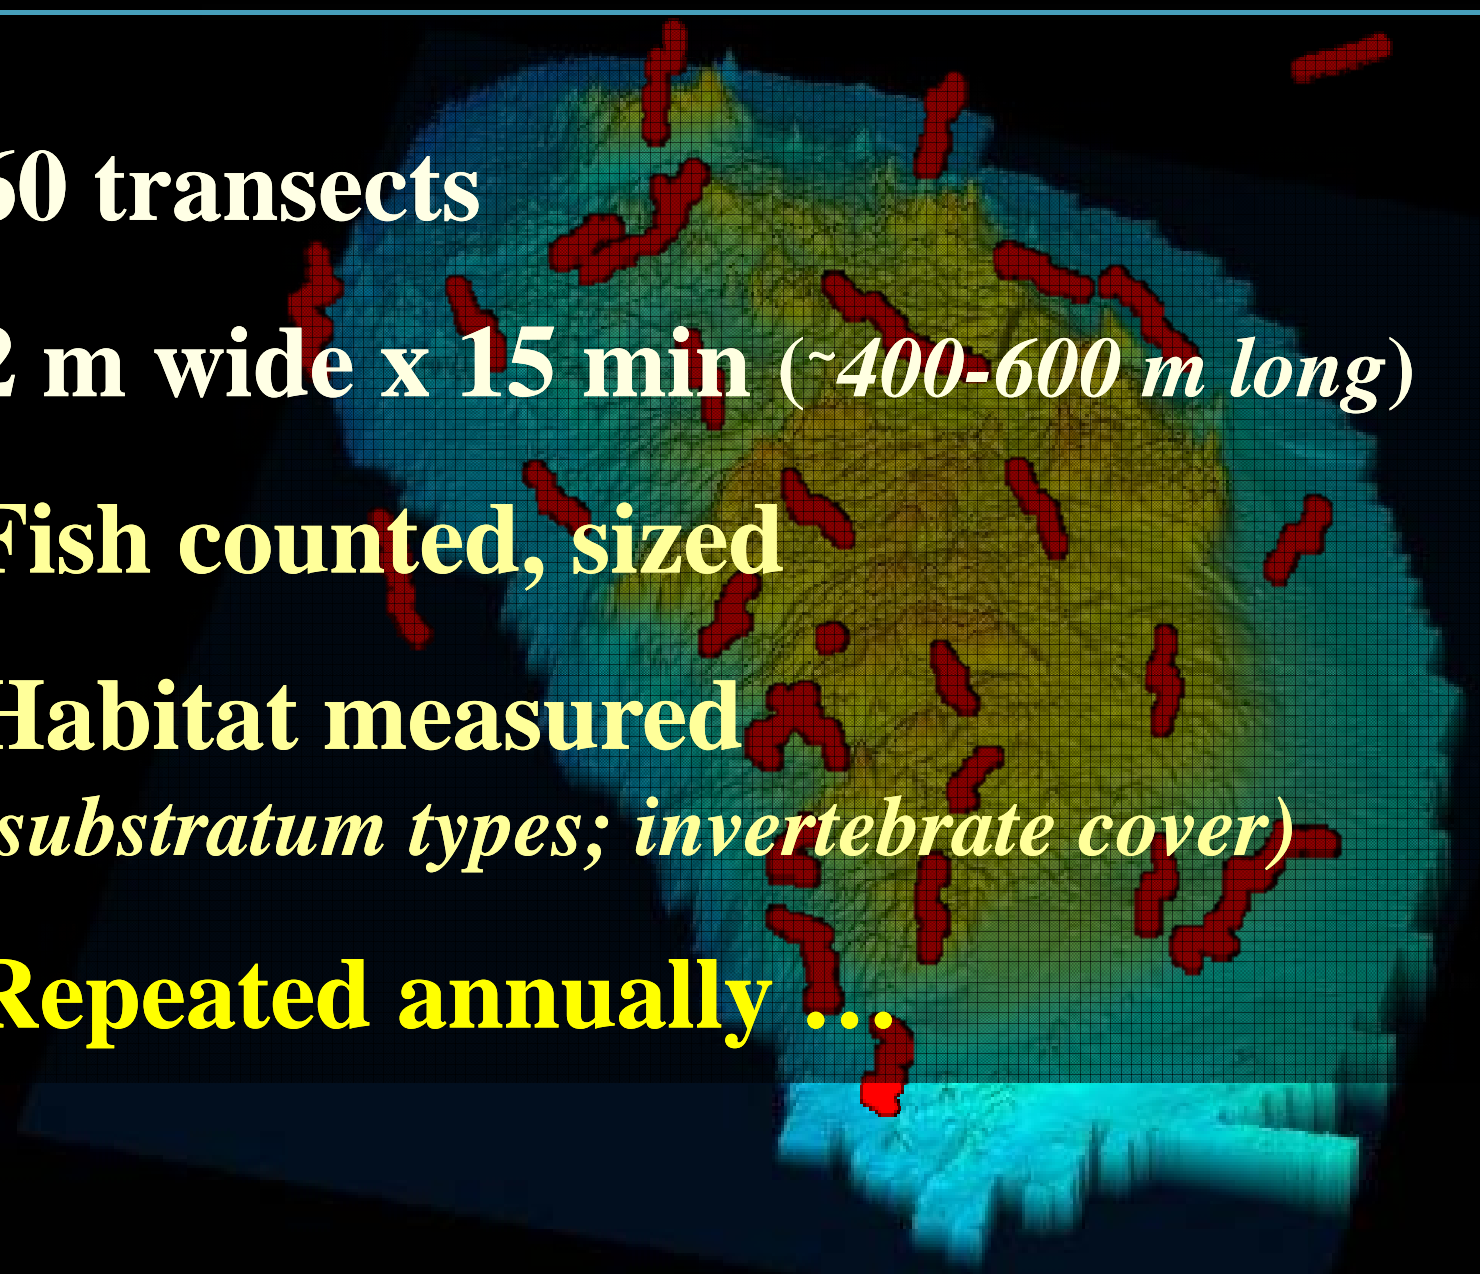 60 transects
2 m wide x 15 min (~400-600 m long)
Fish counted, sized
Habitat measured
substratum types; invertebrate cover)
Repeated annually …